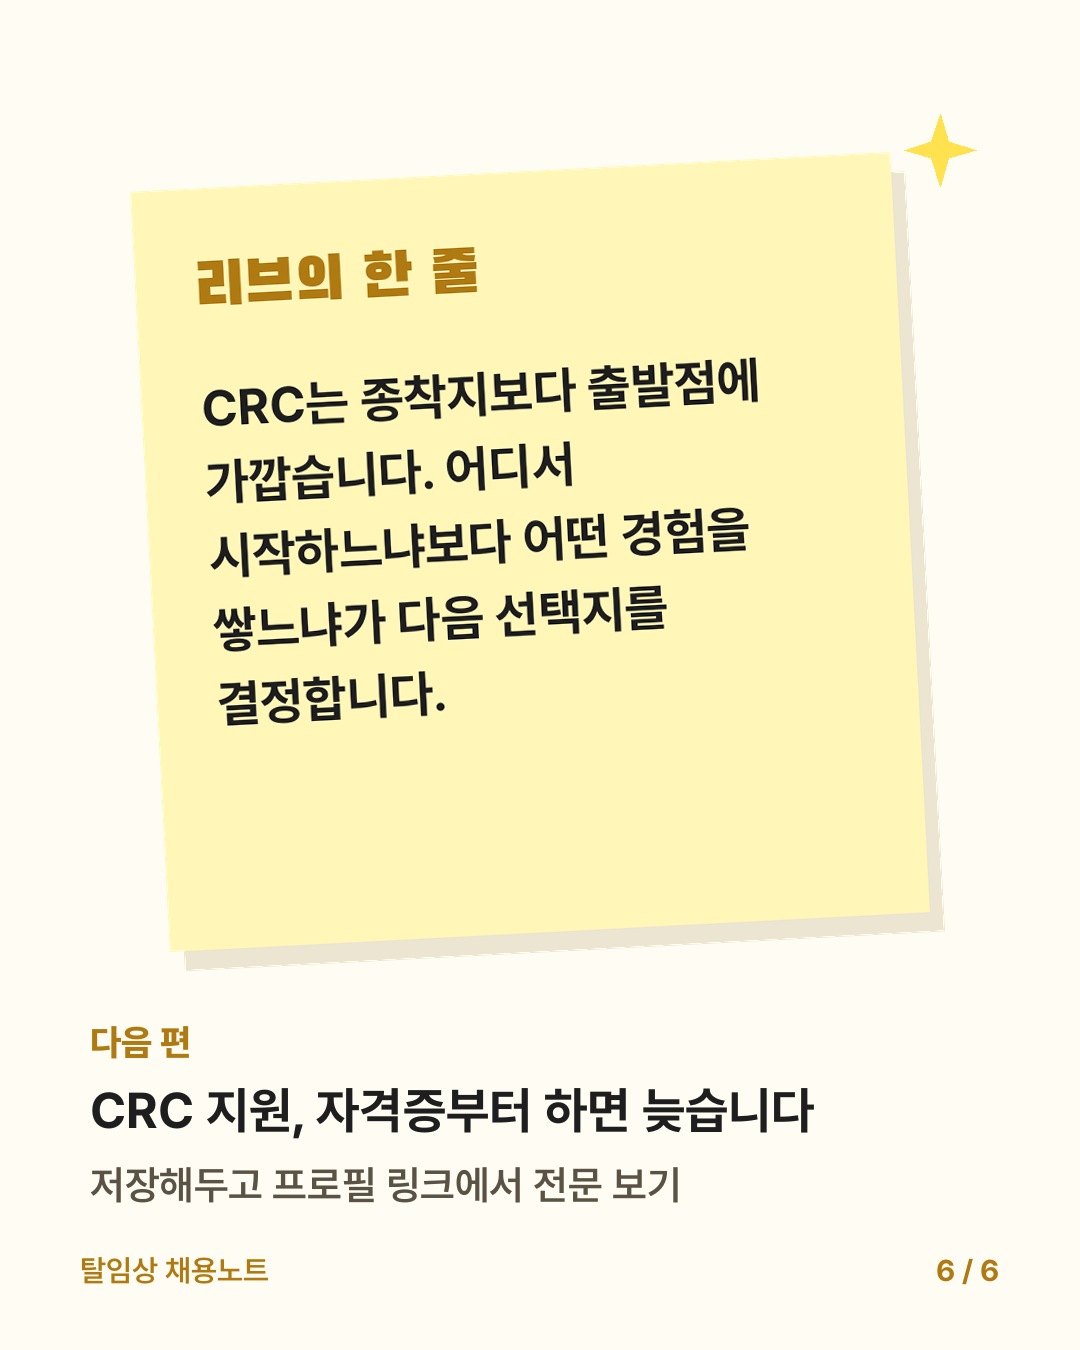 리브의 한 줄
CRC는 종착지보다 출발점에
가깝습니다. 어디서
시작하느냐보다 어떤 경험을
쌓느냐가 다음 선택지를
결정합니다.
다음 편
CRC 지원, 자격증부터 하면 늦습니다
저장해두고 프로필 링크에서 전문 보기
탈임상 채용노트
6 / 6